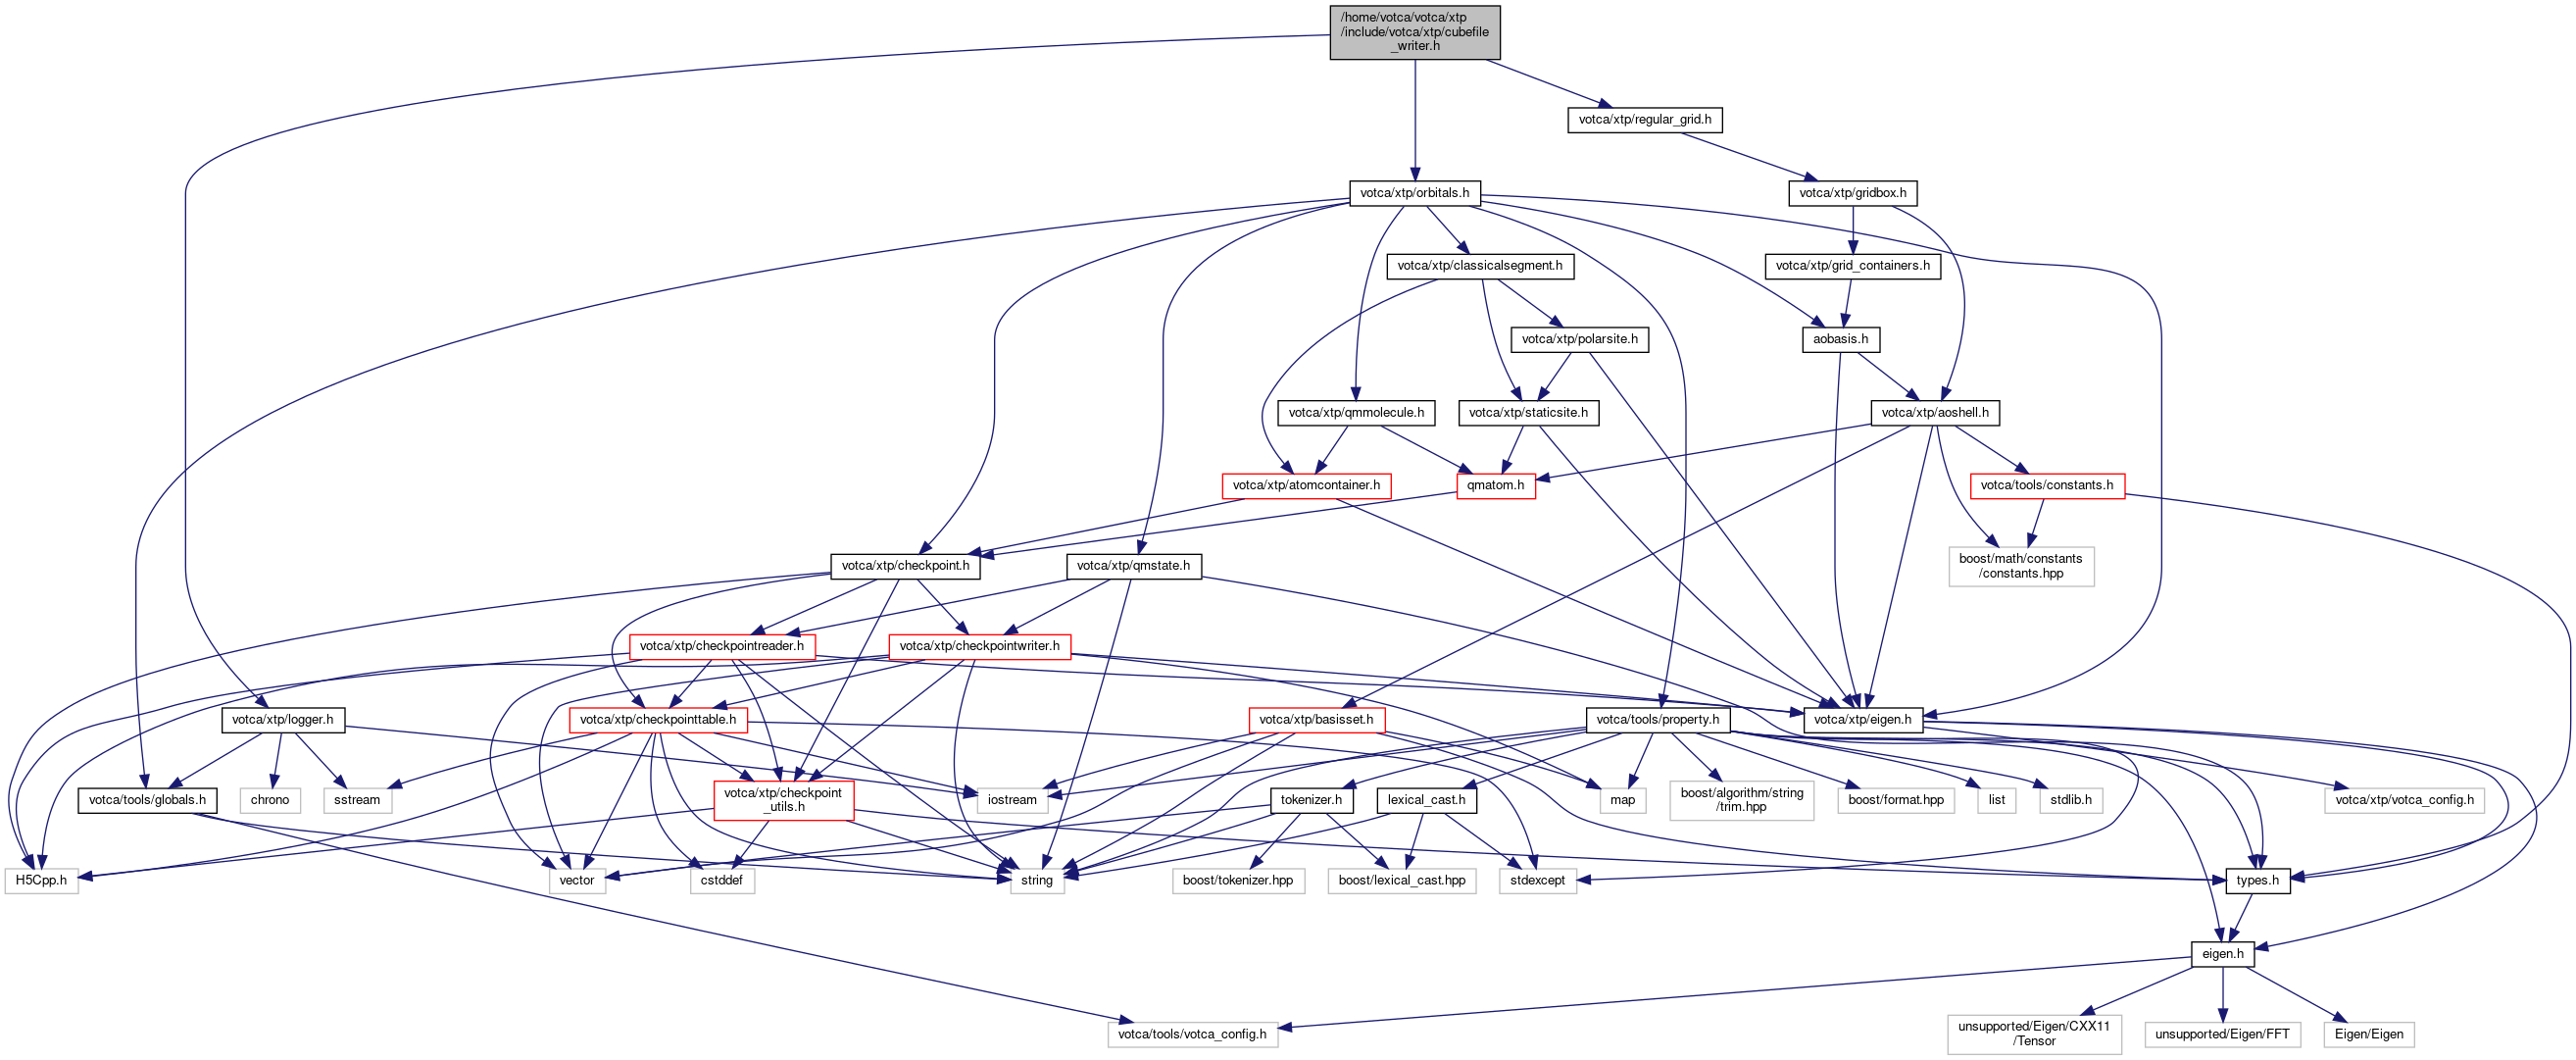 /home/votca/votca/xtp
/include/votca/xtp/cubefile
_writer.h
votca/xtp/regular_grid.h
votca/xtp/orbitals.h
votca/xtp/gridbox.h
votca/xtp/classicalsegment.h
votca/xtp/grid_containers.h
votca/xtp/polarsite.h
aobasis.h
votca/xtp/qmmolecule.h
votca/xtp/staticsite.h
votca/xtp/aoshell.h
votca/xtp/atomcontainer.h
qmatom.h
votca/tools/constants.h
votca/xtp/checkpoint.h
votca/xtp/qmstate.h
boost/math/constants
/constants.hpp
votca/xtp/checkpointreader.h
votca/xtp/checkpointwriter.h
votca/xtp/logger.h
votca/xtp/checkpointtable.h
votca/xtp/basisset.h
votca/tools/property.h
votca/xtp/eigen.h
votca/tools/globals.h
chrono
sstream
votca/xtp/checkpoint
_utils.h
iostream
tokenizer.h
lexical_cast.h
map
boost/algorithm/string
/trim.hpp
boost/format.hpp
list
stdlib.h
votca/xtp/votca_config.h
H5Cpp.h
vector
cstddef
string
boost/tokenizer.hpp
boost/lexical_cast.hpp
stdexcept
types.h
eigen.h
votca/tools/votca_config.h
unsupported/Eigen/CXX11
/Tensor
unsupported/Eigen/FFT
Eigen/Eigen